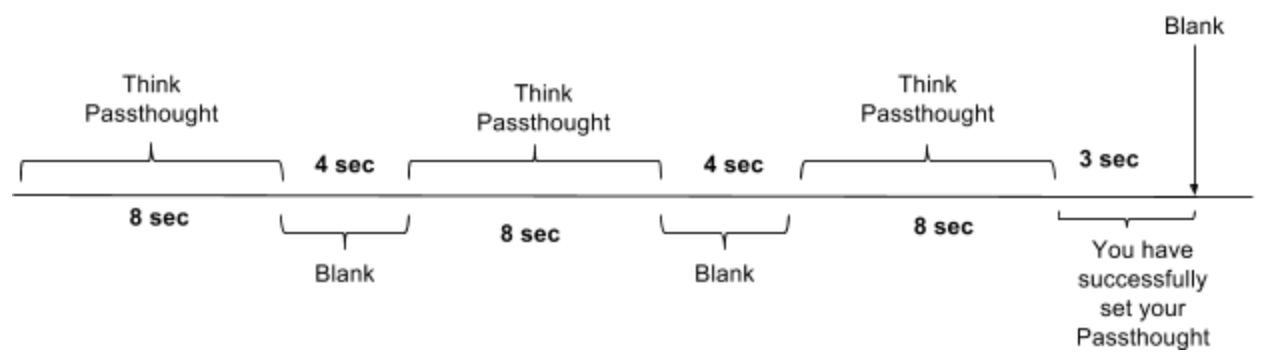 Blank
Think
Passthought
Think
Passthought
Think
Passthought
4 sec
4 sec
3 sec
8 sec
8 sec
8 sec
Blank
Blank
You have
successfully
set your
Passthought